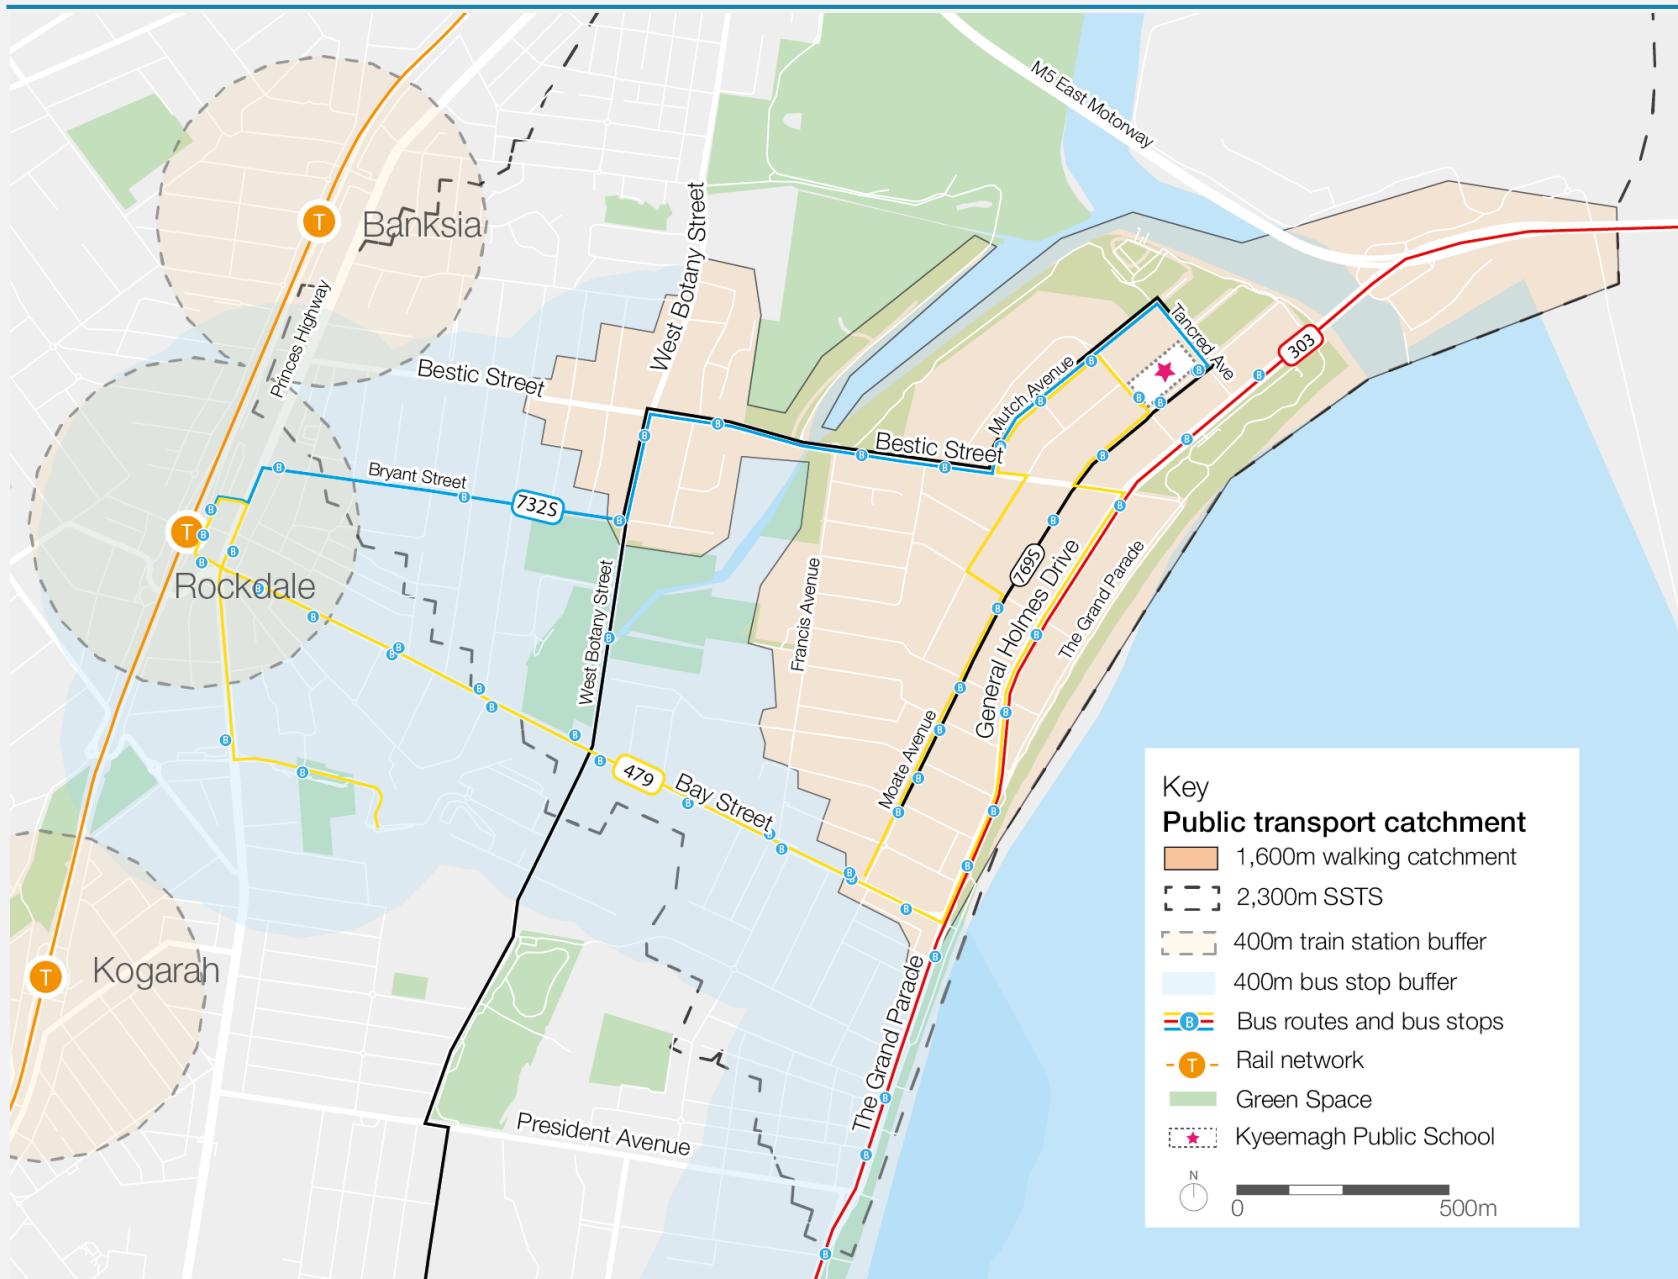 M5 East Motorway
T
Banksia
West Botany Street
Princes Highway
Bestic Street
West Botany Street
Tancred Ave
303
Mutch Avenue
Bestic Street
Bryant Street
732S
T
Rockdale
769S
General Holmes Drive
The Grand Parade
Francis Avenue
West Botany Street
Moate Avenue
479
Bay Street
T
Kogarah
The Grand Parade
President Avenue
Key
Public transport catchment
1,600m walking catchment
2,300m SSTS
400m train station buffer
400m bus stop buffer
B
Bus routes and bus stops
T
Rail network
Green Space
Kyeemagh Public School
N
0
500m